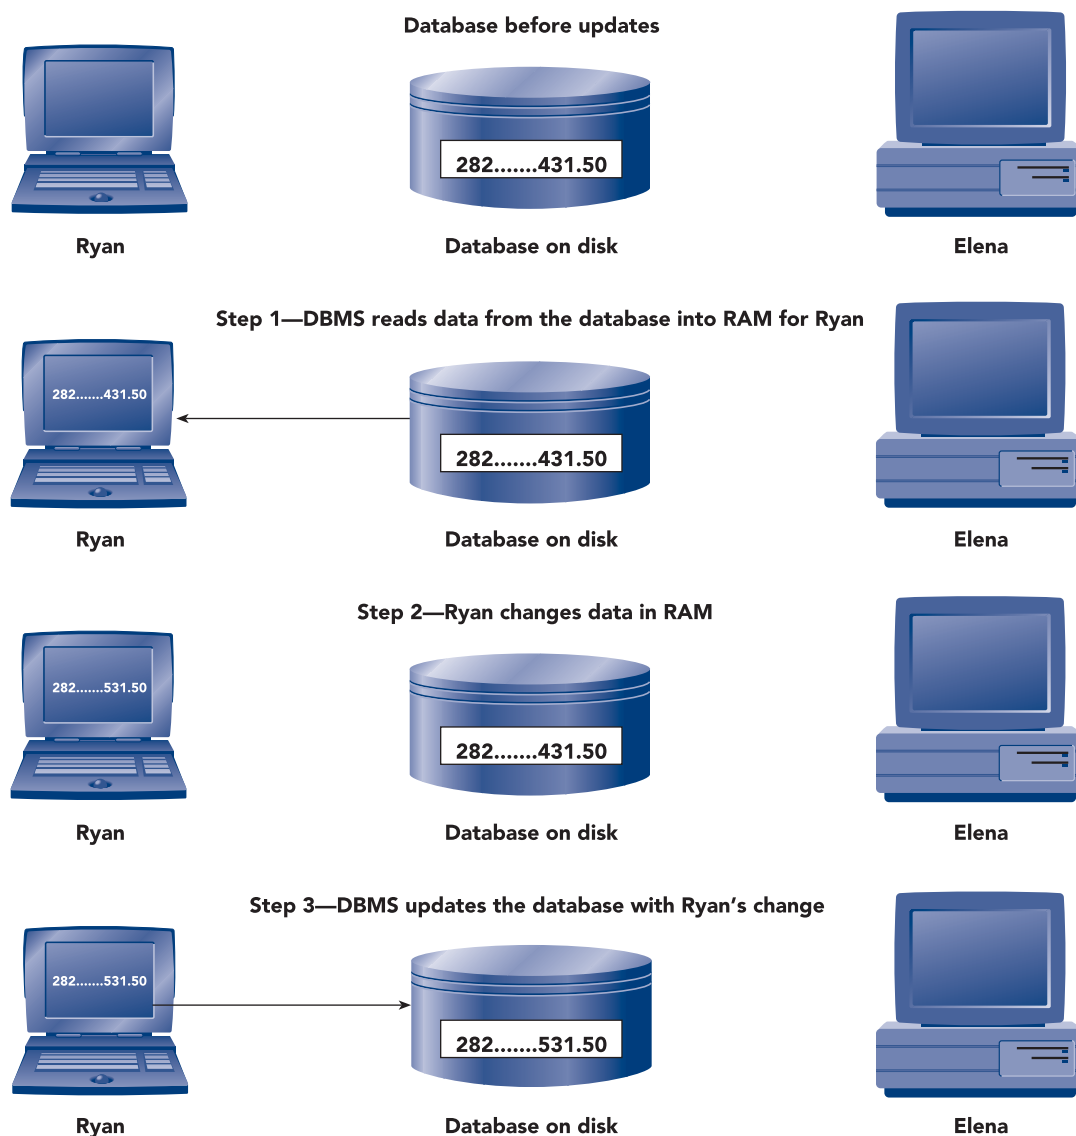 Database before updates
282.......431.50
Ryan
Database on disk
Elena
Step 1—DBMS reads data from the database into RAM for Ryan
282.......431.50
282.......431.50
Ryan
Database on disk
Elena
Step 2—Ryan changes data in RAM
282.......531.50
282.......431.50
Ryan
Database on disk
Elena
Step 3—DBMS updates the database with Ryan’s change
282.......531.50
282.......531.50
Ryan
Database on disk
Elena